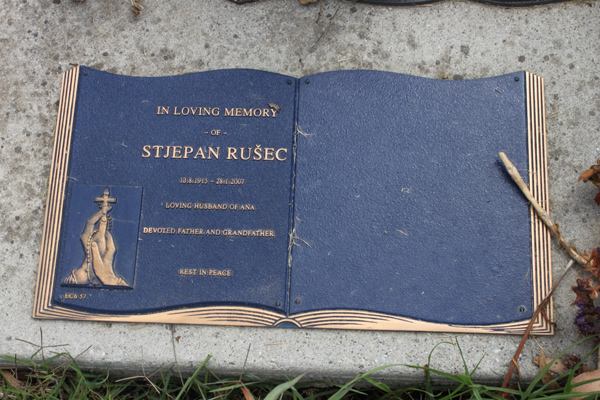 IN LOVING MEMORY
- OF -
STJEPAN RUŠEC
10·8·1915 - 28·1·2007
LOVING HUSBAND OF ANA
DEVOTED FATHER AND GRANDFATHER
REST IN PEACE